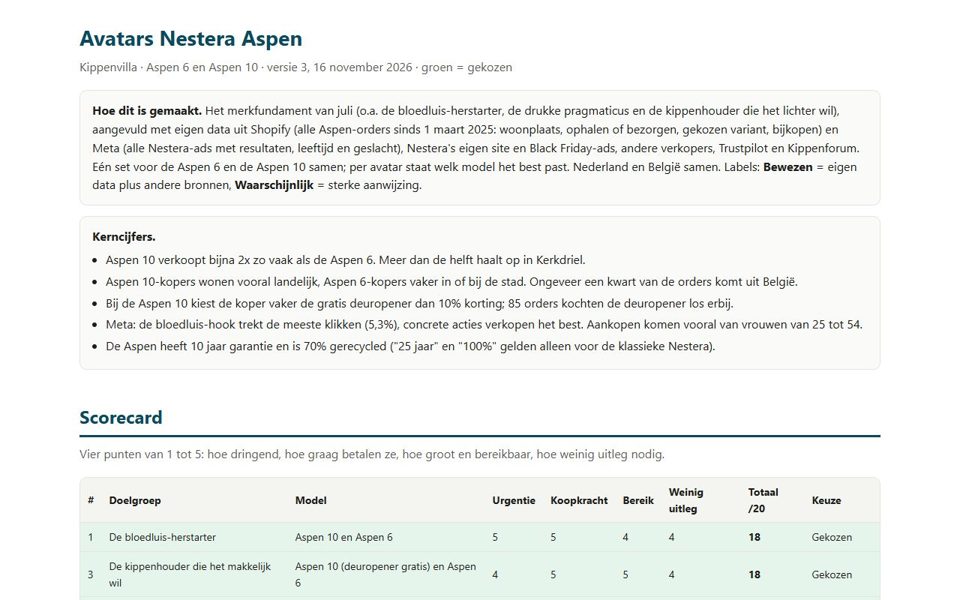 Avatars Nestera Aspen
Kippenvilla · Aspen 6 en Aspen 10 · versie 3, 16 november 2026 · groen = gekozen
Hoe dit is gemaakt. Het merkfundament van juli (o.a. de bloedluis-herstarter, de drukke pragmaticus en de kippenhouder die het lichter wil),
aangevuld met eigen data uit Shopify (alle Aspen-orders sinds 1 maart 2025: woonplaats, ophalen of bezorgen, gekozen variant, bijkopen) en
Meta (alle Nestera-ads met resultaten, leeftijd en geslacht), Nestera's eigen site en Black Friday-ads, andere verkopers, Trustpilot en Kippenforum.
Eén set voor de Aspen 6 en de Aspen 10 samen; per avatar staat welk model het best past. Nederland en België samen. Labels: Bewezen = eigen
data plus andere bronnen, Waarschijnlijk = sterke aanwijzing.
Kerncijfers.
• Aspen 10 verkoopt bijna 2x zo vaak als de Aspen 6. Meer dan de helft haalt op in Kerkdriel.
• Aspen 10-kopers wonen vooral landelijk, Aspen 6-kopers vaker in of bij de stad. Ongeveer een kwart van de orders komt uit België.
• Bij de Aspen 10 kiest de koper vaker de gratis deuropener dan 10% korting; 85 orders kochten de deuropener los erbij.
• Meta: de bloedluis-hook trekt de meeste klikken (5,3%), concrete acties verkopen het best. Aankopen komen vooral van vrouwen van 25 tot 54.
• De Aspen heeft 10 jaar garantie en is 70% gerecycled ("25 jaar" en "100%" gelden alleen voor de klassieke Nestera).
Scorecard
Vier punten van 1 tot 5: hoe dringend, hoe graag betalen ze, hoe groot en bereikbaar, hoe weinig uitleg nodig.
# Doelgroep Model Urgentie Koopkracht Bereik Weinig uitleg Totaal /20 Keuze
1 De bloedluis-herstarter Aspen 10 en Aspen 6 5 5 4 4 18 Gekozen
3 De kippenhouder die het makkelijk wil Aspen 10 (deuropener gratis) en Aspen 6 4 5 5 4 18 Gekozen